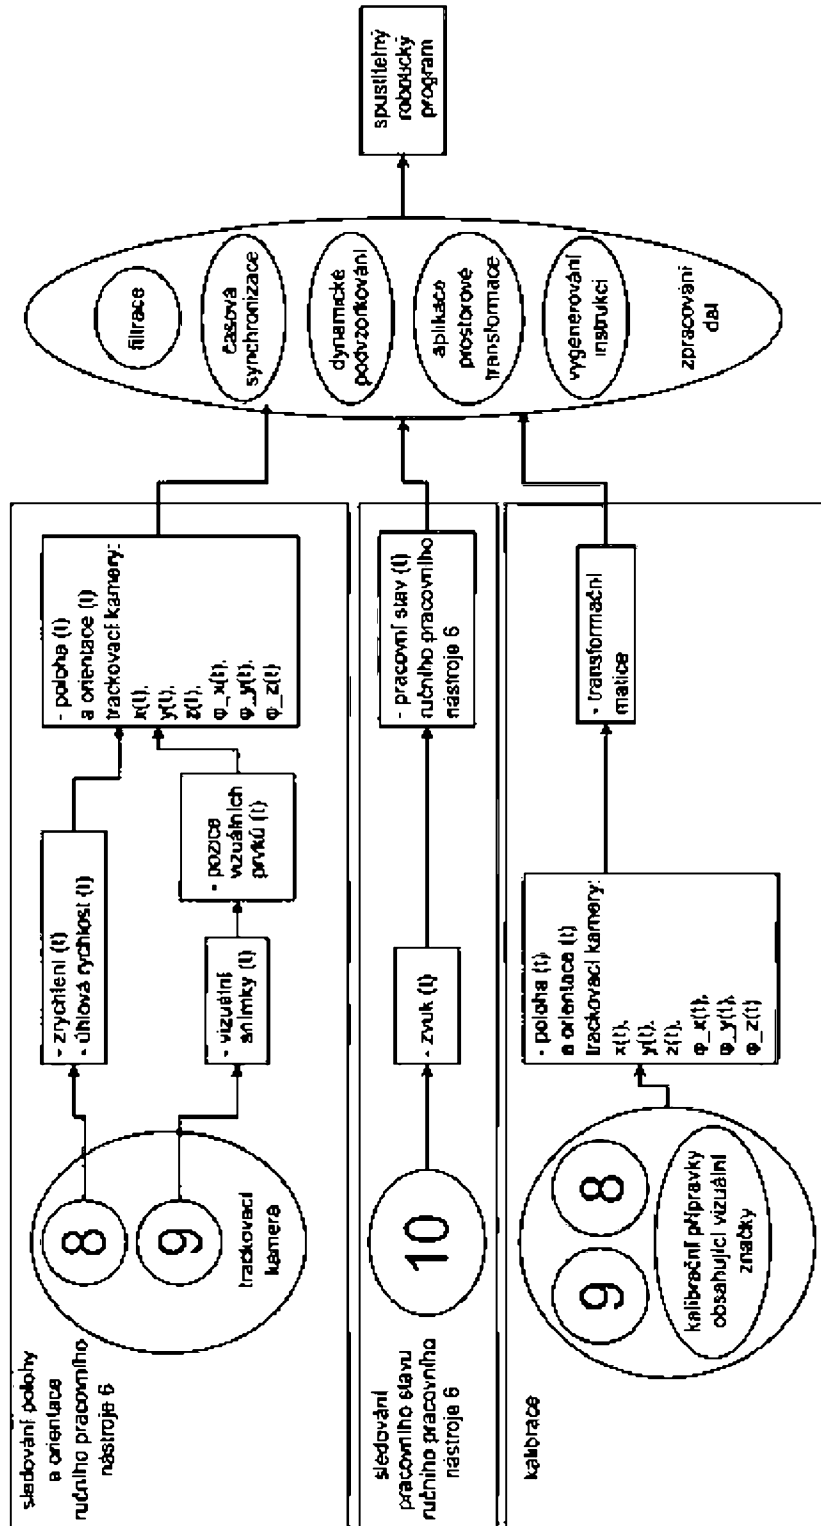 sledování polohy
a orientace
ručního pracovního
nástroje 6
8
9
trackovací
kamera
- zrychlení (t)
- úhlová rychlost (t)
- vizuální
snímky (t)
- pozice
vizuálních
prvků (t)
- poloha (t)
a orientace (t)
trackovací kamery:
x(t),
y(t),
z(t),
φ_x(t),
φ_y(t),
φ_z(t)
sledování
pracovního stavu
ručního pracovního
nástroje 6
10
- zvuk (t)
- pracovní stav (t)
ručního pracovního
nástroje 6
kalibrace
9
8
kalibrační přípravky
obsahující vizuální
značky
- poloha (t)
a orientace (t)
trackovací kamery:
x(t),
y(t),
z(t),
φ_x(t),
φ_y(t),
φ_z(t)
- transformační
matice
filtrace
časová
synchronizace
dynamické
podvzorkování
aplikace
prostorové
transformace
vygenerování
instrukcí
zpracování
dat
spustitelný
robotický
program